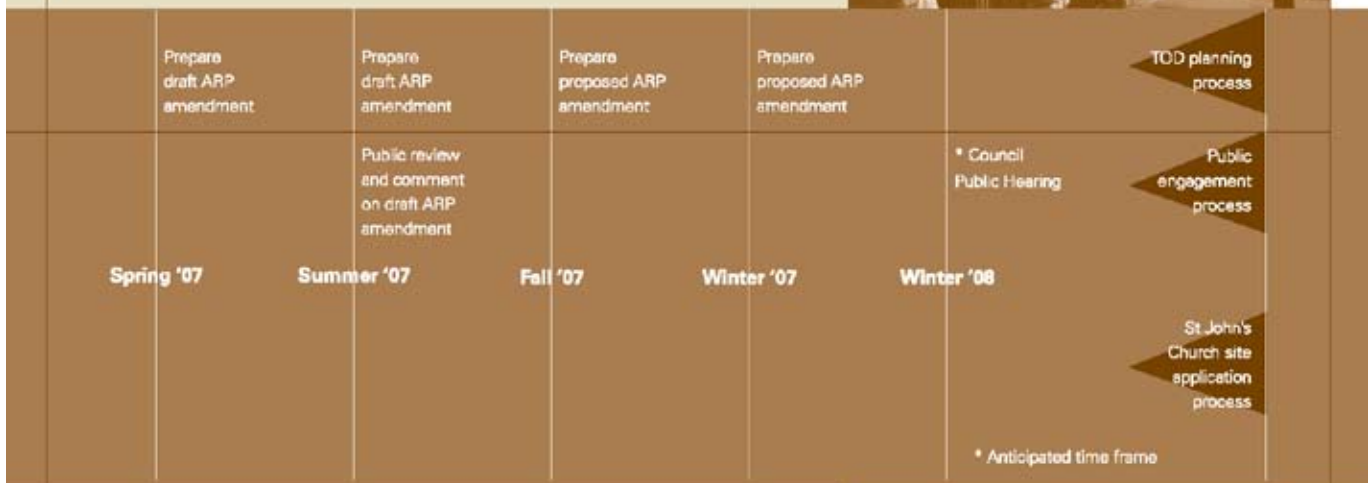 Prepare
draft ARP
amendment
Prepare
draft ARP
amendment
Prepare
proposed ARP
amendment
Prepare
proposed ARP
amendment
TOD planning
process
Public review
and comment
on draft ARP
amendment
* Council
Public Hearing
Public
engagement
process
Spring '07
Summer '07
Fall '07
Winter '07
Winter '08
St John's
Church site
application
process
* Anticipated time frame